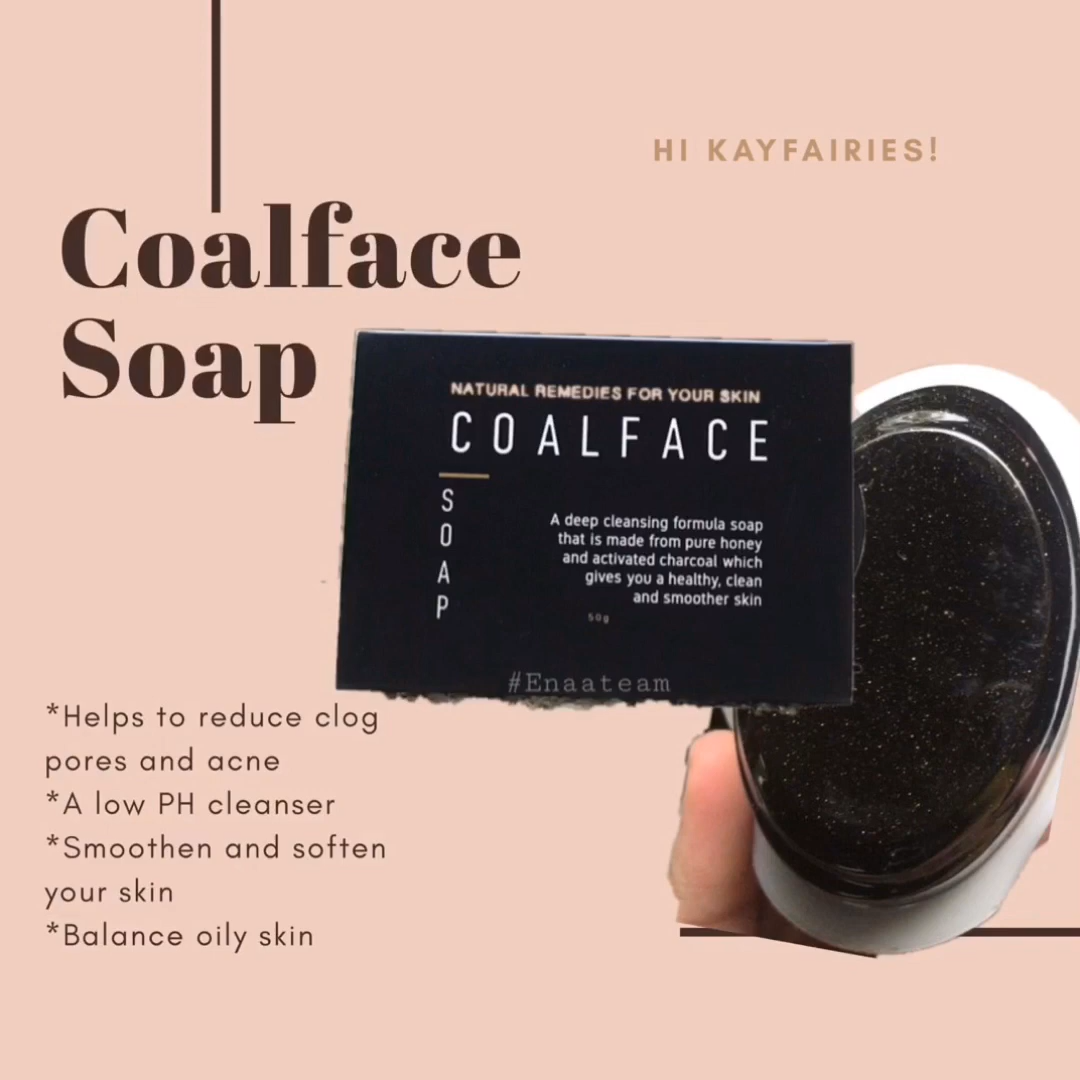 HI KAYFAIRIES!
Coalface
Soap
NATURAL REMEDIES FOR YOUR SKIN
COALFACE
SOAP
A deep cleansing formula soap
that is made from pure honey
and activated charcoal which
gives you a healthy, clean
and smoother skin
50g
#Enaateam
*Helps to reduce clog
pores and acne
*A low PH cleanser
*Smoothen and soften
your skin
*Balance oily skin